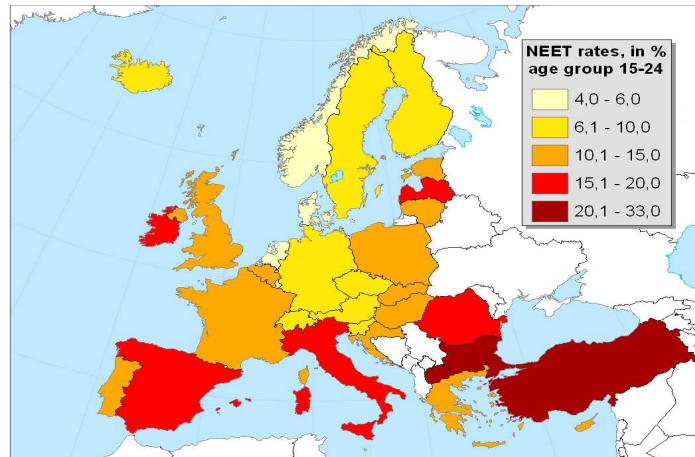 NEET rates, in %
age group 15-24
4,0 - 6,0
6,1 - 10,0
10,1 - 15,0
15,1 - 20,0
20,1 - 33,0